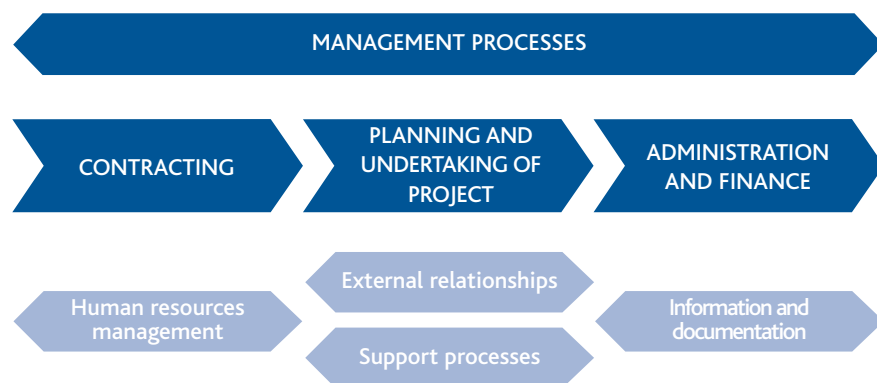 MANAGEMENT PROCESSES
CONTRACTING
PLANNING AND
UNDERTAKING OF
PROJECT
ADMINISTRATION
AND FINANCE
External relationships
Human resources
management
Information and
documentation
Support processes